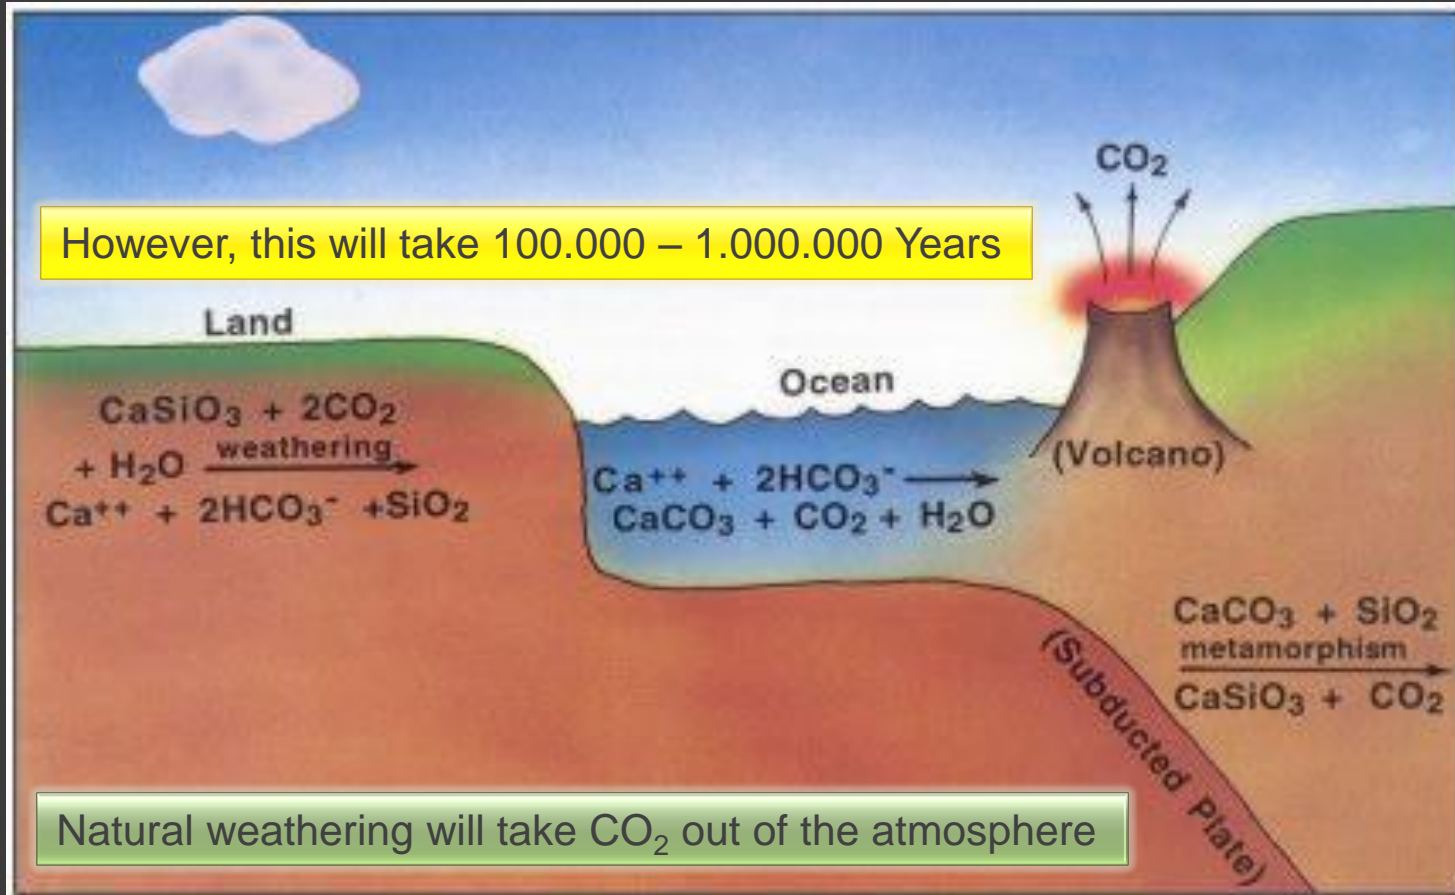 CO₂
However, this will take 100.000 – 1.000.000 Years
Land
Ocean
CaSiO₃ + 2CO₂
+ H₂O weathering
Ca⁺⁺ + 2HCO₃⁻ +SiO₂
(Volcano)
Ca⁺⁺ + 2HCO₃⁻
CaCO₃ + CO₂ + H₂O
CaCO₃ + SiO₂
metamorphism
CaSiO₃ + CO₂
(Subducted Plate)
Natural weathering will take CO₂ out of the atmosphere